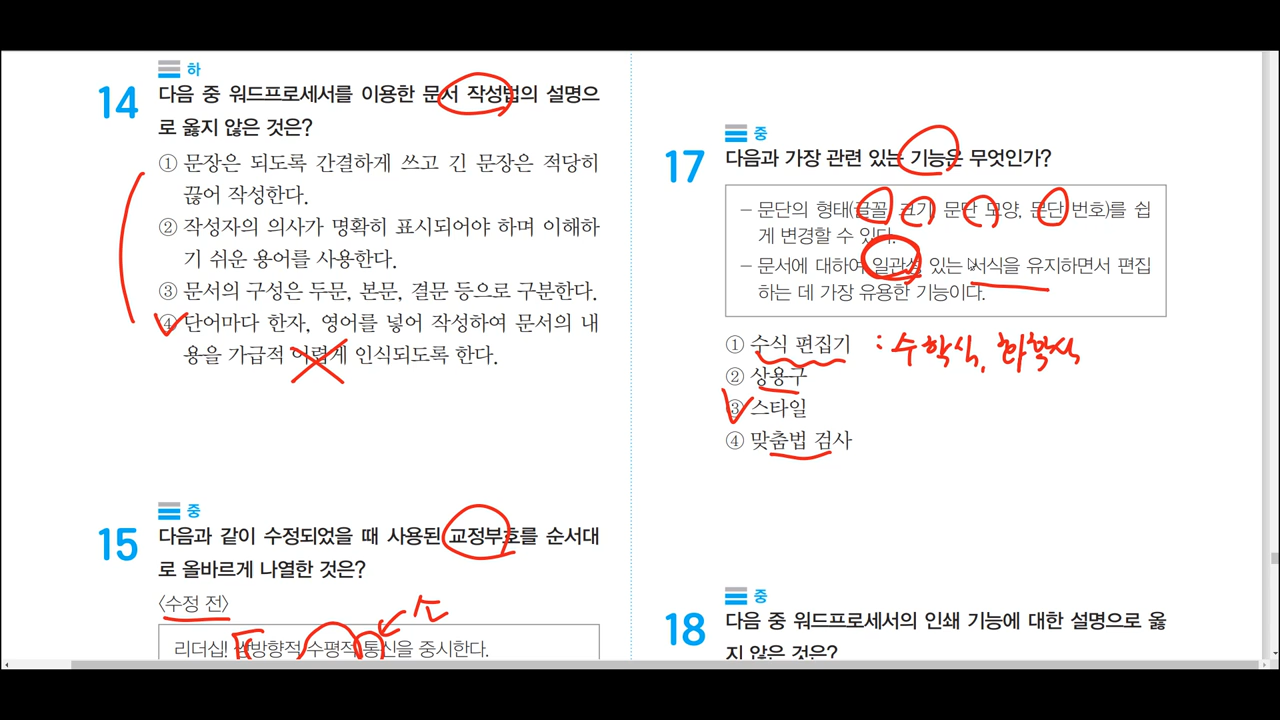 하
14
다음 중 워드프로세서를 이용한 문서 작성법의 설명으
로 옳지 않은 것은?
① 문장은 되도록 간결하게 쓰고 긴 문장은 적당히
끊어 작성한다.
② 작성자의 의사가 명확히 표시되어야 하며 이해하
기 쉬운 용어를 사용한다.
③ 문서의 구성은 두문, 본문, 결문 등으로 구분한다.
④ 단어마다 한자, 영어를 넣어 작성하여 문서의 내
용을 가급적 어렵게 인식되도록 한다.
중
15
다음과 같이 수정되었을 때 사용된 교정부호를 순서대
로 올바르게 나열한 것은?
〈수정 전〉
리더십! 쌍방향적 수평적 통신을 중시한다.
중
17
다음과 가장 관련 있는 기능은 무엇인가?
– 문단의 형태(글꼴, 크기, 문단 모양, 문단 번호)를 쉽
게 변경할 수 있다.
– 문서에 대하여 일관성 있는 서식을 유지하면서 편집
하는 데 가장 유용한 기능이다.
① 수식 편집기 : 수학식, 화학식
② 상용구
③ 스타일
④ 맞춤법 검사
중
18
다음 중 워드프로세서의 인쇄 기능에 대한 설명으로 옳
지 않은 것은?